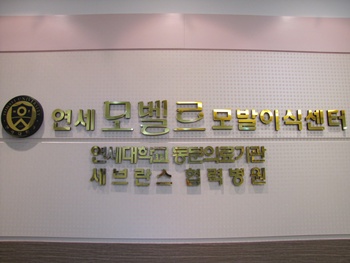 연세 모벨르 모발이식센터
연세대학교 동문의료기관
세브란스 협력병원